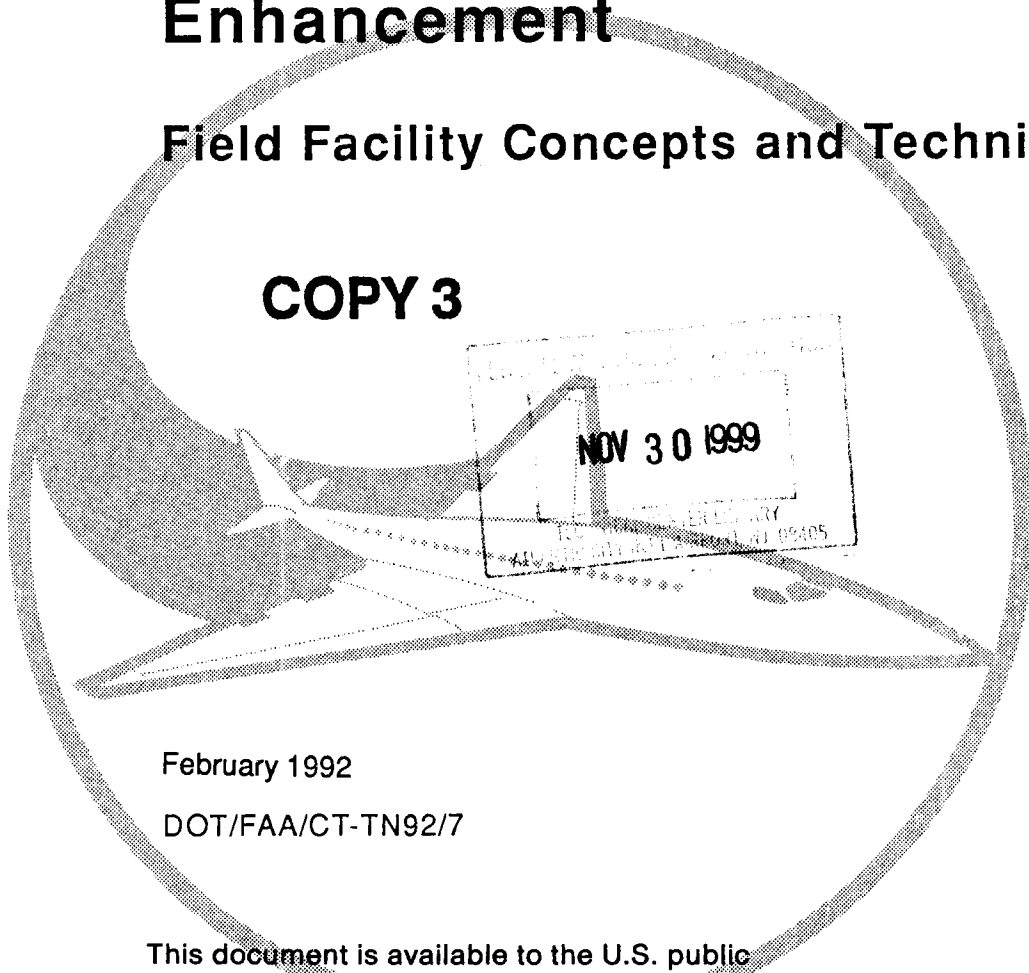 Enhancement
Field Facility Concepts and Techni
COPY 3
NOV 30 1999
February 1992
DOT/FAA/CT-TN92/7
This document is available to the U.S. public